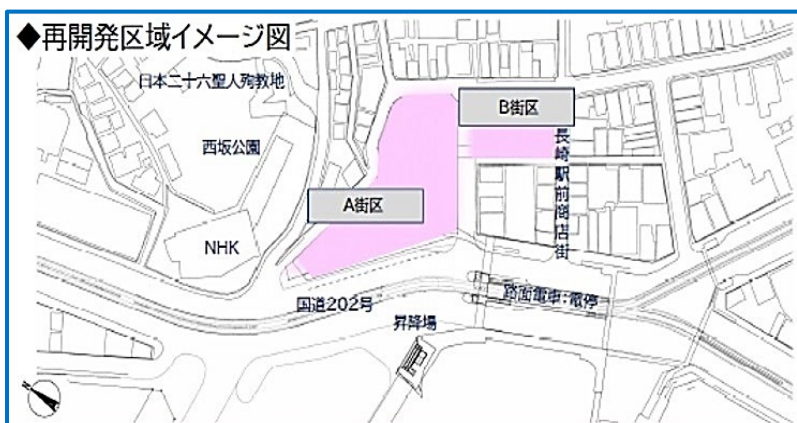 ◆再開発区域イメージ図
日本二十六聖人殉教地
B街区
西坂公園
長崎駅前商店街
A街区
NHK
国道202号
路面電車:電停
昇降場